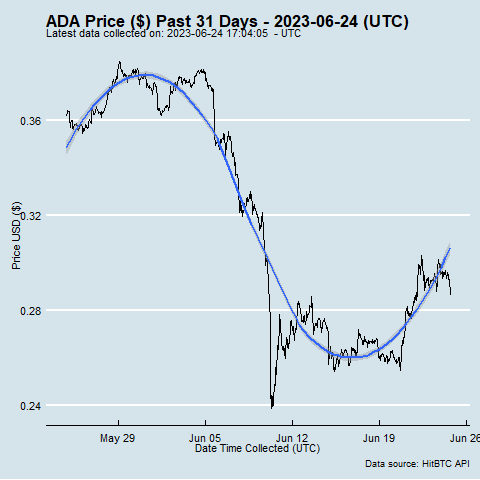 ADA Price ($) Past 31 Days - 2023-06-24 (UTC)
Latest data collected on: 2023-06-24 17:04:05 - UTC
0.36
0.32
0.28
0.24
Price USD ($)
May 29
Jun 05
Jun 12
Jun 19
Jun 26
Date Time Collected (UTC)
Data source: HitBTC API